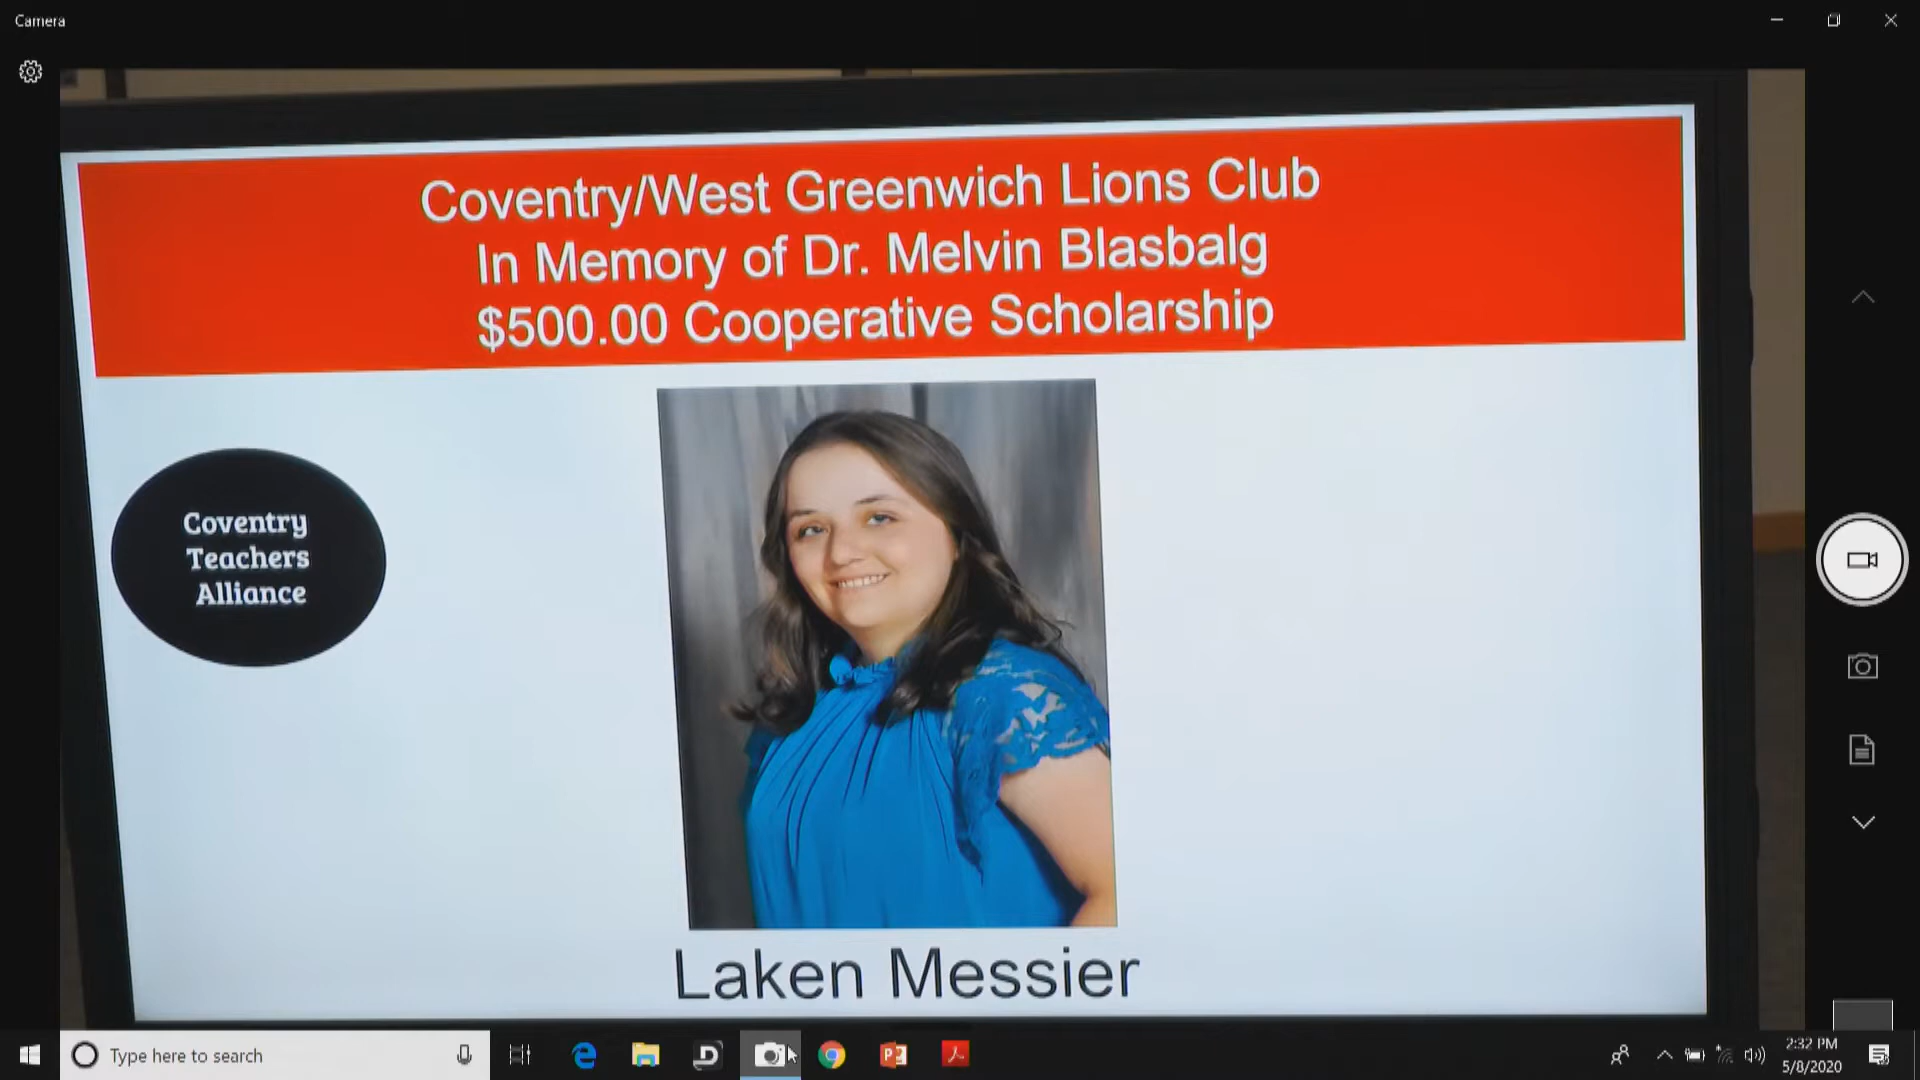 Camera
Coventry/West Greenwich Lions Club
In Memory of Dr. Melvin Blasbalg
$500.00 Cooperative Scholarship
Coventry
Teachers
Alliance
Laken Messier
Type here to search
2:32 PM
5/8/2020